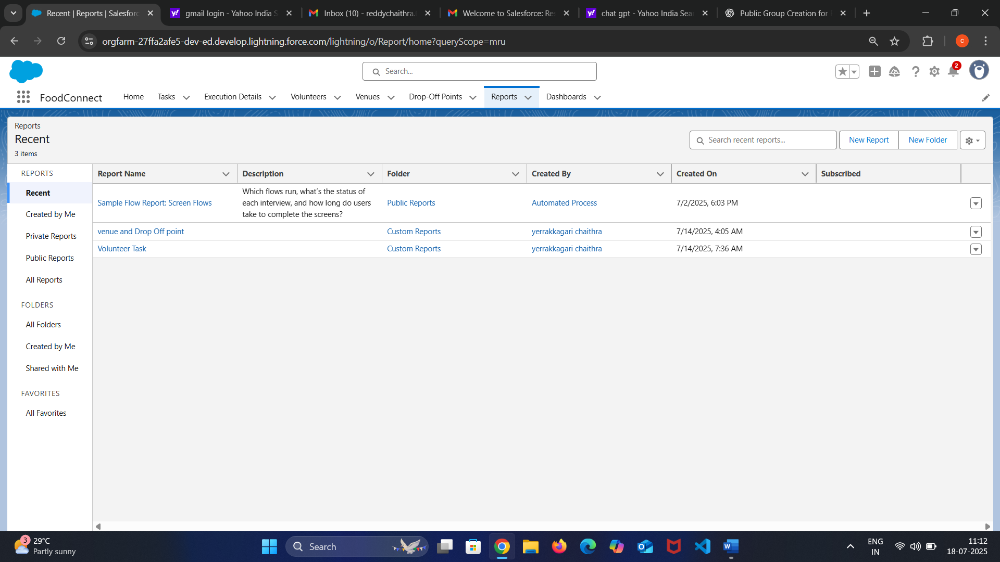 Recent | Reports | Salesforc
gmail login - Yahoo India S
Inbox (10) - reddychaithra.
Welcome to Salesforce: Res
chat gpt - Yahoo India Sear
Public Group Creation for
orgfarm-27ffa2afe5-dev-ed.develop.lightning.force.com/lightning/o/Report/home?queryScope=mru
C
Search...
2
FoodConnect
Home
Tasks
Execution Details
Volunteers
Venues
Drop-Off Points
Reports
Dashboards
Reports
Recent
3 items
Search recent reports...
New Report
New Folder
REPORTS
Recent
Created by Me
Private Reports
Public Reports
All Reports
FOLDERS
All Folders
Created by Me
Shared with Me
FAVORITES
All Favorites
Report Name
Description
Folder
Created By
Created On
Subscribed
Sample Flow Report: Screen Flows
Which flows run, what’s the status of
each interview, and how long do users
take to complete the screens?
Public Reports
Automated Process
7/2/2025, 6:03 PM
venue and Drop Off point
Custom Reports
yerrakkagari chaithra
7/14/2025, 4:05 AM
Volunteer Task
Custom Reports
yerrakkagari chaithra
7/14/2025, 7:36 AM
3
29°C
Partly sunny
Search
ENG
IN
11:12
18-07-2025